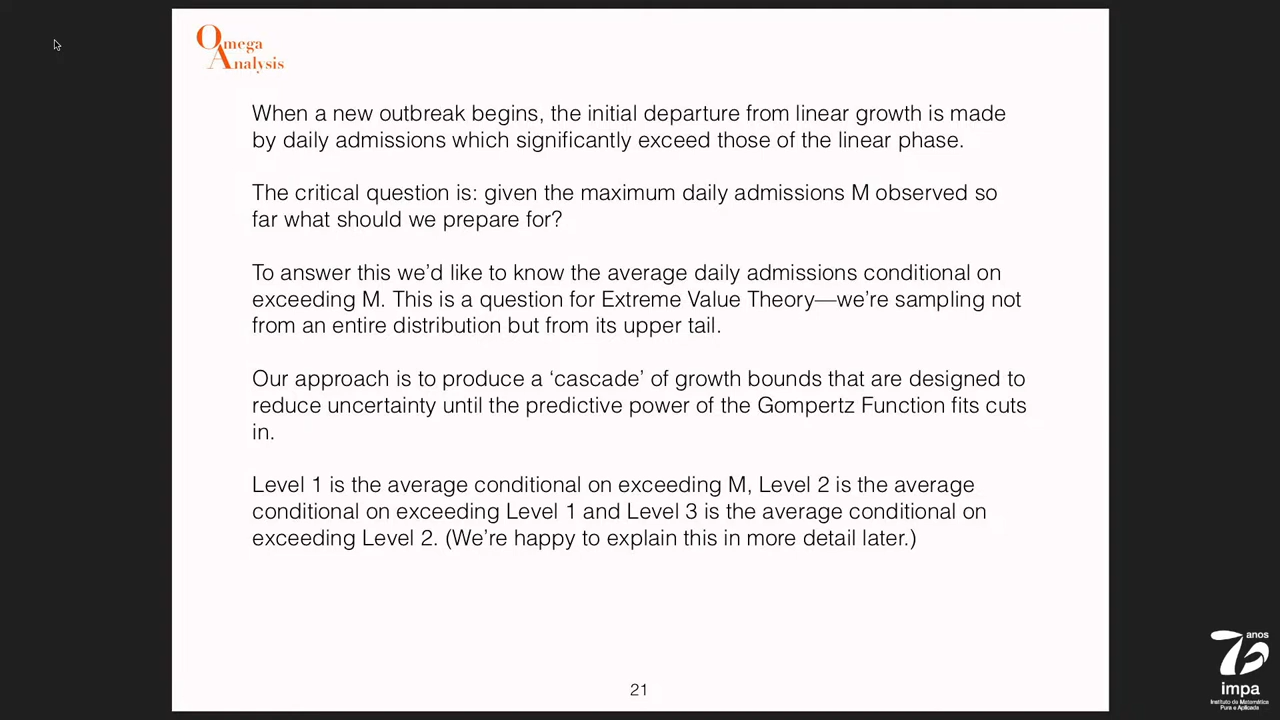 Omega
Analysis
When a new outbreak begins, the initial departure from linear growth is made
by daily admissions which significantly exceed those of the linear phase.
The critical question is: given the maximum daily admissions M observed so
far what should we prepare for?
To answer this we’d like to know the average daily admissions conditional on
exceeding M. This is a question for Extreme Value Theory—we’re sampling not
from an entire distribution but from its upper tail.
Our approach is to produce a ‘cascade’ of growth bounds that are designed to
reduce uncertainty until the predictive power of the Gompertz Function fits cuts
in.
Level 1 is the average conditional on exceeding M, Level 2 is the average
conditional on exceeding Level 1 and Level 3 is the average conditional on
exceeding Level 2. (We’re happy to explain this in more detail later.)
21
anos
impa
Instituto de Matemática
Pura e Aplicada